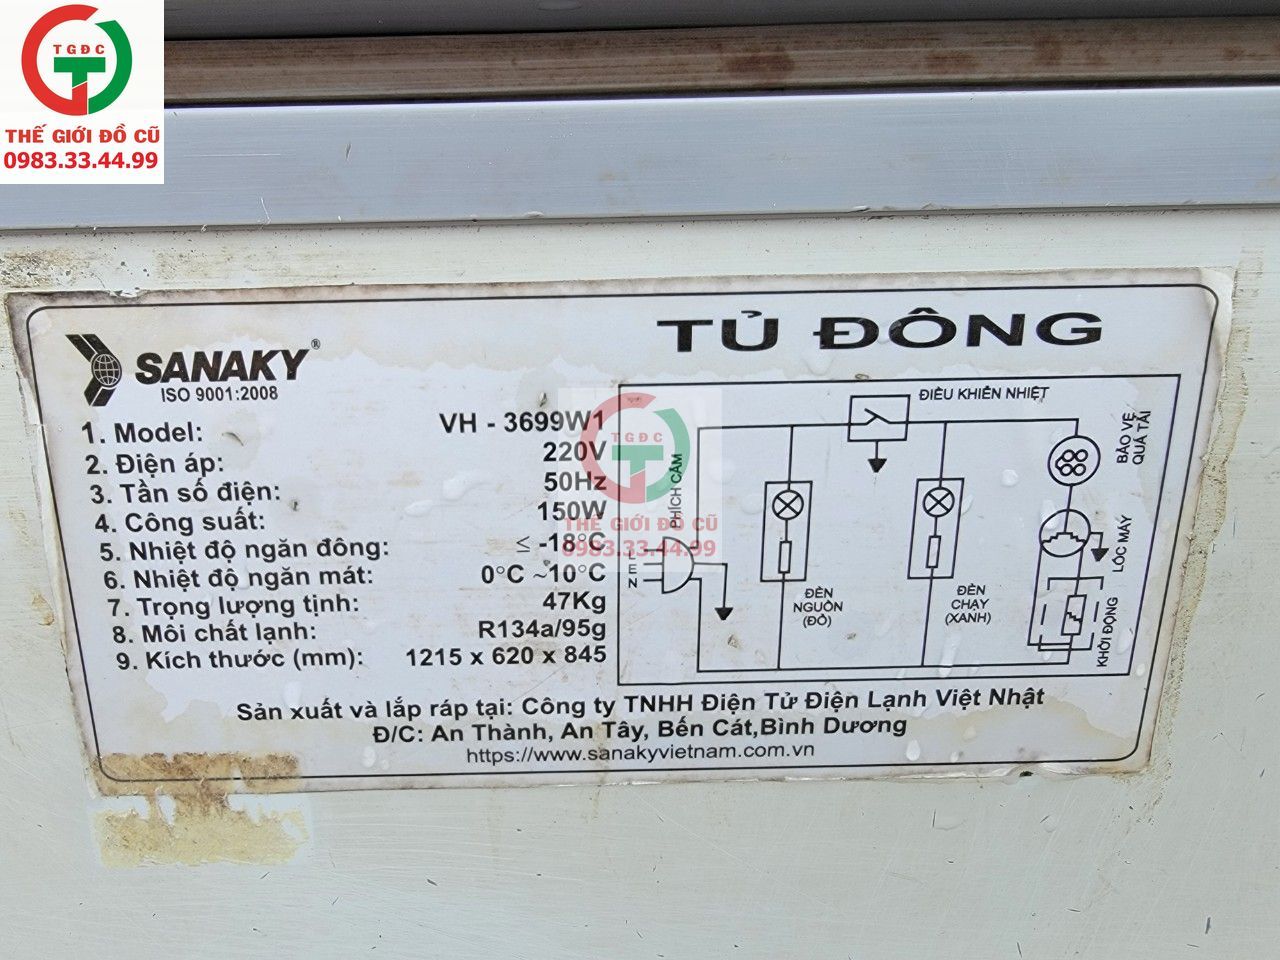 TGĐC
THẾ GIỚI ĐỒ CŨ
0983.33.44.99
SANAKY®
ISO 9001:2008
TỦ ĐÔNG
1. Model: VH - 3699W1
2. Điện áp: 220V
3. Tần số điện: 50Hz
4. Công suất: 150W
5. Nhiệt độ ngăn đông: ≤ -18°C
6. Nhiệt độ ngăn mát: 0°C ~10°C
7. Trọng lượng tịnh: 47Kg
8. Môi chất lạnh: R134a/95g
9. Kích thước (mm): 1215 x 620 x 845
ĐIỀU KHIỂN NHIỆT
BẢO VỆ
QUÁ TẢI
PHÍCH CẮM
L
E
N
ĐÈN
NGUỒN
(ĐỎ)
ĐÈN
CHẠY
(XANH)
LỐC MÁY
KHỞI ĐỘNG
TGĐC
THẾ GIỚI ĐỒ CŨ
0983.33.44.99
Sản xuất và lắp ráp tại: Công ty TNHH Điện Tử Điện Lạnh Việt Nhật
Đ/C: An Thành, An Tây, Bến Cát,Bình Dương
https://www.sanakyvietnam.com.vn